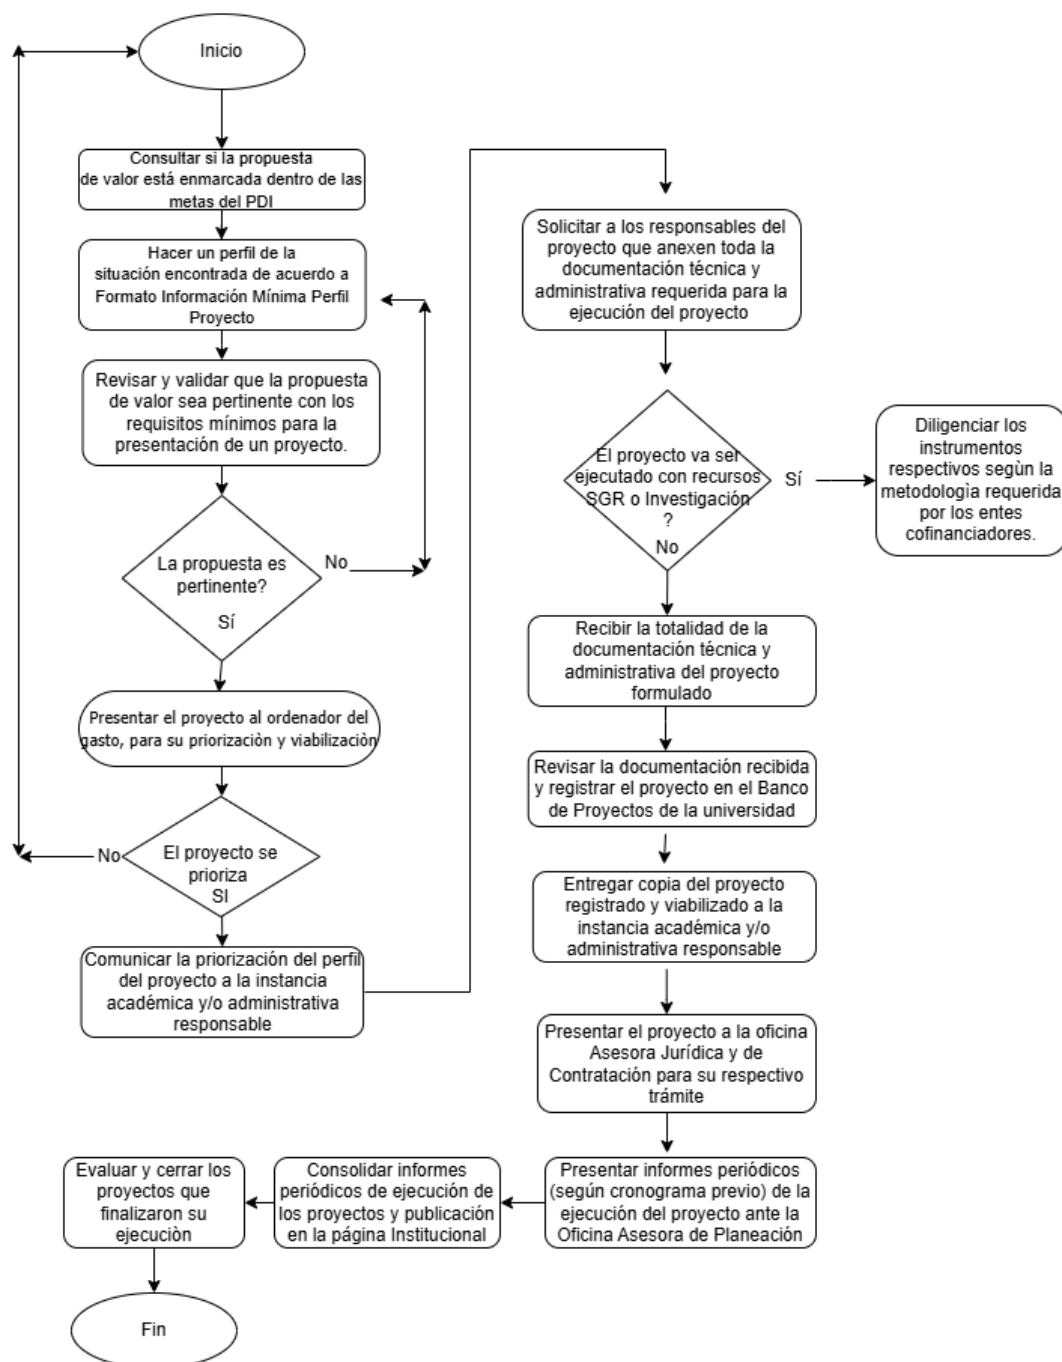 Inicio
Consultar si la propuesta
de valor está enmarcada dentro de las
metas del PDI
Hacer un perfil de la
situación encontrada de acuerdo a
Formato Información Mínima Perfil
Proyecto
Revisar y validar que la propuesta
de valor sea pertinente con los
requisitos mínimos para la
presentación de un proyecto.
La propuesta es
pertinente?
No
Sí
Presentar el proyecto al ordenador del
gasto, para su priorizaciòn y viabilizaciòn
El proyecto se
prioriza
No
SI
Comunicar la priorización del perfil
del proyecto a la instancia
académica y/o administrativa
responsable
Solicitar a los responsables del
proyecto que anexen toda la
documentación técnica y
administrativa requerida para la
ejecución del proyecto
El proyecto va ser
ejecutado con recursos
SGR o Investigación
?
No
Sí
Diligenciar los
instrumentos
respectivos segùn la
metodologìa requerida
por los entes
cofinanciadores.
Recibir la totalidad de la
documentación técnica y
administrativa del proyecto
formulado
Revisar la documentación recibida
y registrar el proyecto en el Banco
de Proyectos de la universidad
Entregar copia del proyecto
registrado y viabilizado a la
instancia académica y/o
administrativa responsable
Presentar el proyecto a la oficina
Asesora Jurídica y de
Contratación para su respectivo
trámite
Presentar informes periódicos
(según cronograma previo) de la
ejecución del proyecto ante la
Oficina Asesora de Planeación
Consolidar informes
periódicos de ejecución de
los proyectos y publicación
en la página Institucional
Evaluar y cerrar los
proyectos que
finalizaron su
ejecuciòn
Fin